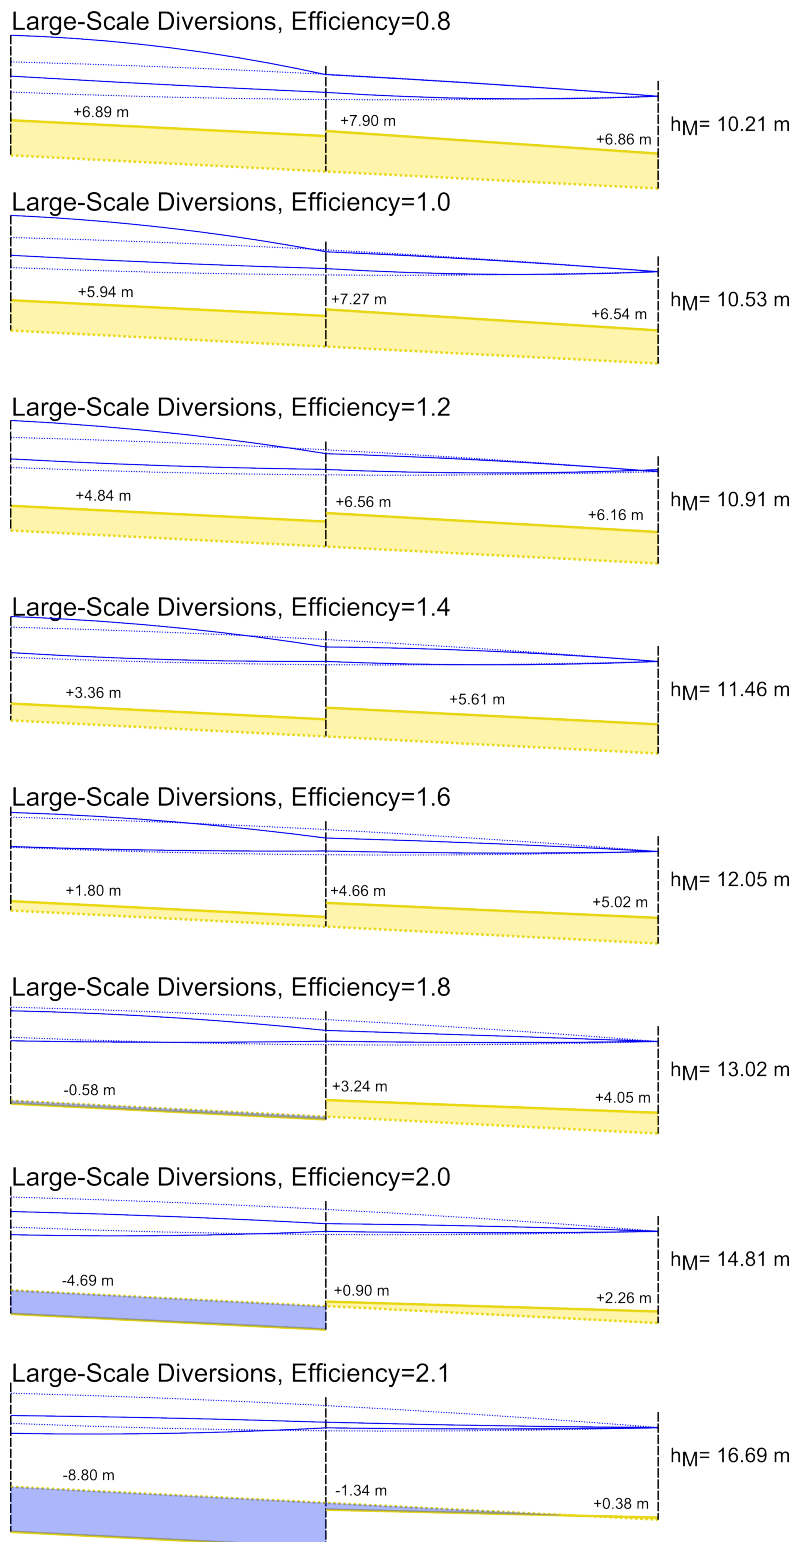 Large-Scale Diversions, Efficiency=0.8
+6.89 m
+7.90 m
+6.86 m
hM= 10.21 m
Large-Scale Diversions, Efficiency=1.0
+5.94 m
+7.27 m
+6.54 m
hM= 10.53 m
Large-Scale Diversions, Efficiency=1.2
+4.84 m
+6.56 m
+6.16 m
hM= 10.91 m
Large-Scale Diversions, Efficiency=1.4
+3.36 m
+5.61 m
hM= 11.46 m
Large-Scale Diversions, Efficiency=1.6
+1.80 m
+4.66 m
+5.02 m
hM= 12.05 m
Large-Scale Diversions, Efficiency=1.8
-0.58 m
+3.24 m
+4.05 m
hM= 13.02 m
Large-Scale Diversions, Efficiency=2.0
-4.69 m
+0.90 m
+2.26 m
hM= 14.81 m
Large-Scale Diversions, Efficiency=2.1
-8.80 m
-1.34 m
+0.38 m
hM= 16.69 m